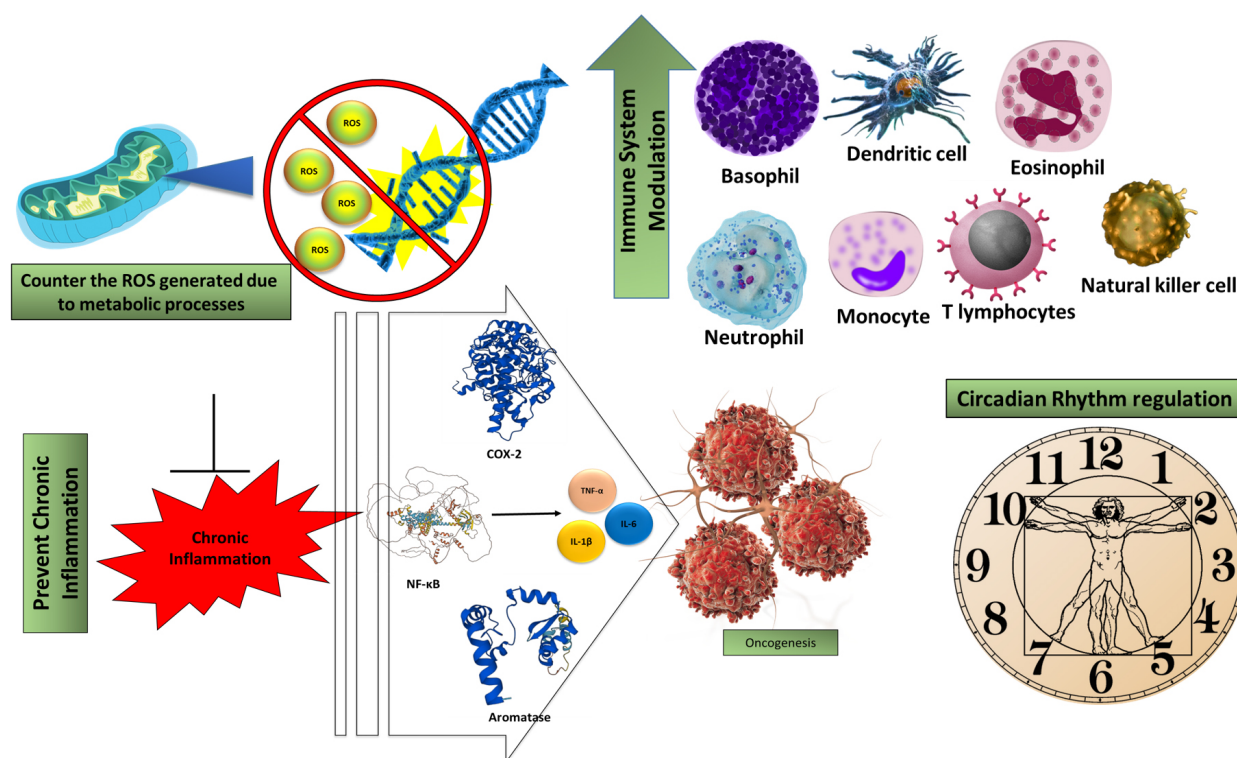 ROS
ROS
ROS
ROS
Counter the ROS generated due
to metabolic processes
Immune System
Modulation
Basophil
Dendritic cell
Eosinophil
Neutrophil
Monocyte
T lymphocytes
Natural killer cell
Prevent Chronic
Inflammation
Chronic
Inflammation
COX-2
NF-κB
TNF-α
IL-6
IL-1β
Aromatase
Oncogenesis
Circadian Rhythm regulation
12
1
2
3
4
5
6
7
8
9
10
11